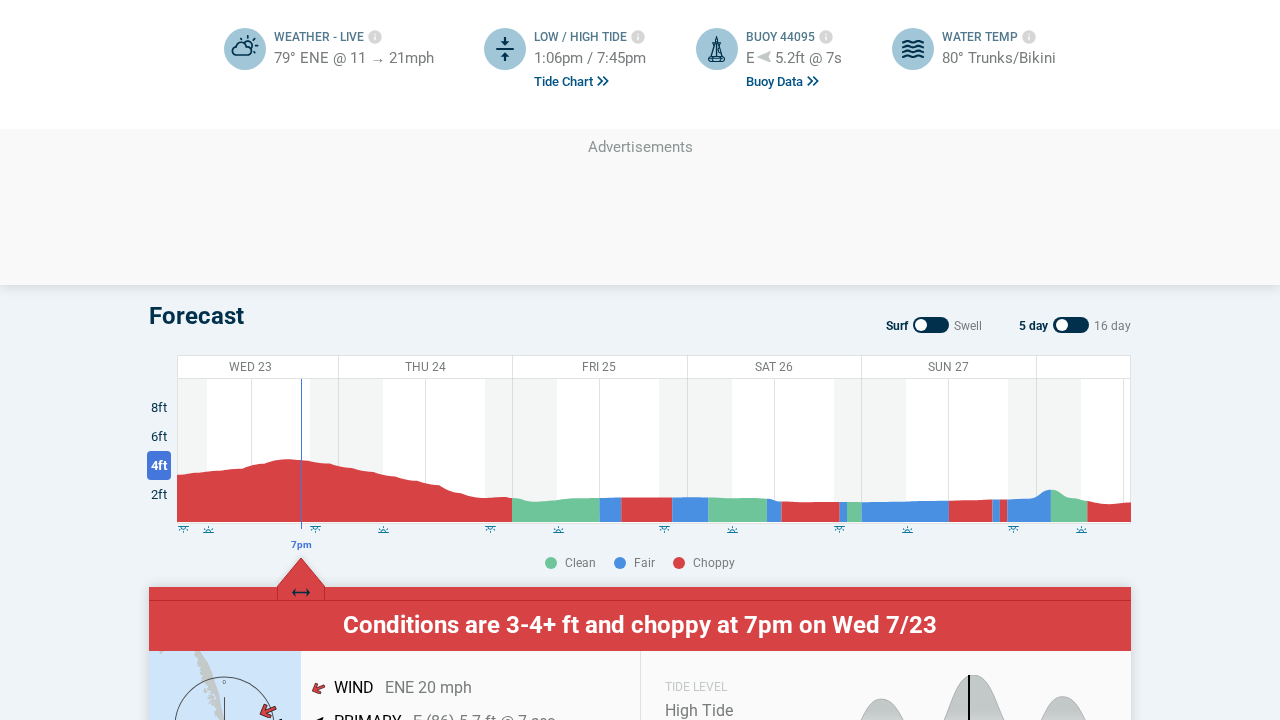 WEATHER - LIVE
79° ENE @ 11 → 21mph
LOW / HIGH TIDE
1:06pm / 7:45pm
Tide Chart
BUOY 44095
E 5.2ft @ 7s
Buoy Data
WATER TEMP
80° Trunks/Bikini
Advertisements
Forecast
Surf Swell
5 day 16 day
WED 23 THU 24 FRI 25 SAT 26 SUN 27
8ft
6ft
4ft
2ft
7pm
Clean Fair Choppy
Conditions are 3-4+ ft and choppy at 7pm on Wed 7/23
WIND ENE 20 mph
PRIMARY E (86) 5.7 ft @ 7 sec
TIDE LEVEL
High Tide